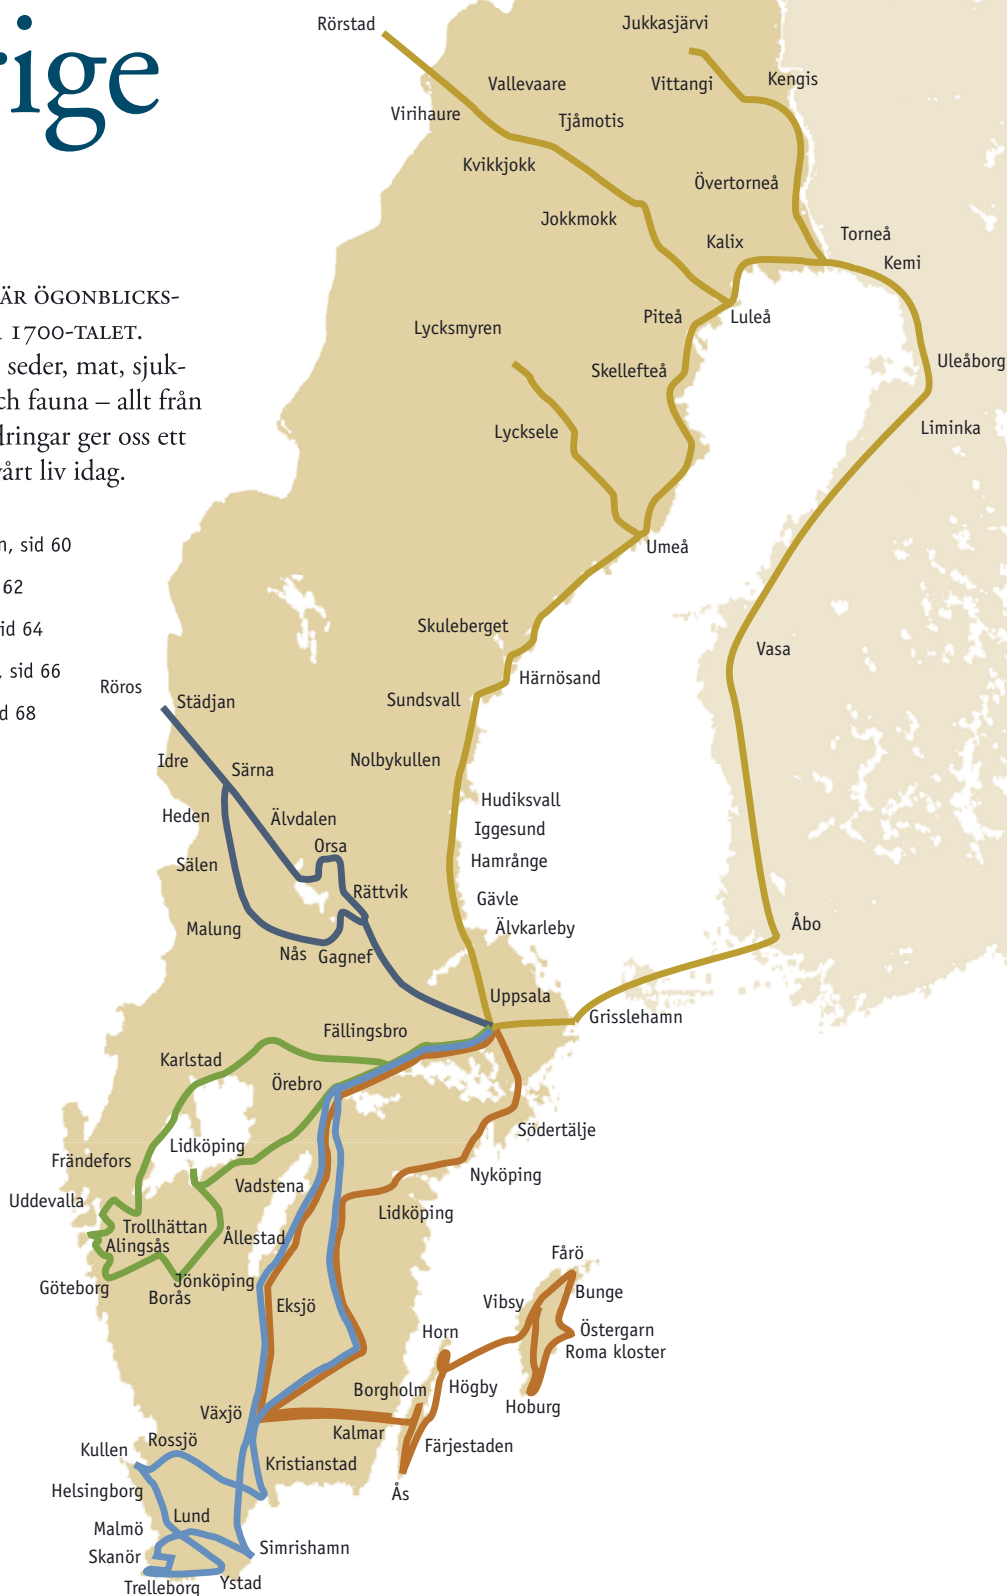 rige
ÄR ÖGONBLICKS-
1700-TALET.
seder, mat, sjuk-
ch fauna – allt från
dringar ger oss ett
vårt liv idag.
n, sid 60
62
id 64
, sid 66
d 68
Rörstad
Jukkasjärvi
Vallevaare
Vittangi
Kengis
Virihaure
Tjåmotis
Kvikkjokk
Övertorneå
Jokkmokk
Kalix
Torneå
Kemi
Lycksmyren
Piteå
Luleå
Skellefteå
Uleåborg
Lycksele
Liminka
Umeå
Skuleberget
Vasa
Härnösand
Röros
Städjan
Sundsvall
Idre
Särna
Nolbykullen
Heden
Älvdalen
Hudiksvall
Iggesund
Orsa
Sälen
Hamrånge
Rättvik
Gävle
Malung
Älvkarleby
Åbo
Nås
Gagnef
Uppsala
Grisslehamn
Fällingsbro
Karlstad
Örebro
Södertälje
Lidköping
Frändefors
Nyköping
Vadstena
Uddevalla
Lidköping
Trollhättan
Ållestad
Alingsås
Fårö
Jönköping
Göteborg
Borås
Bunge
Vibsy
Eksjö
Östergarn
Horn
Roma kloster
Borgholm
Högby
Hoburg
Växjö
Kalmar
Rossjö
Färjestaden
Kullen
Kristianstad
Helsingborg
Ås
Lund
Malmö
Simrishamn
Skanör
Ystad
Trelleborg